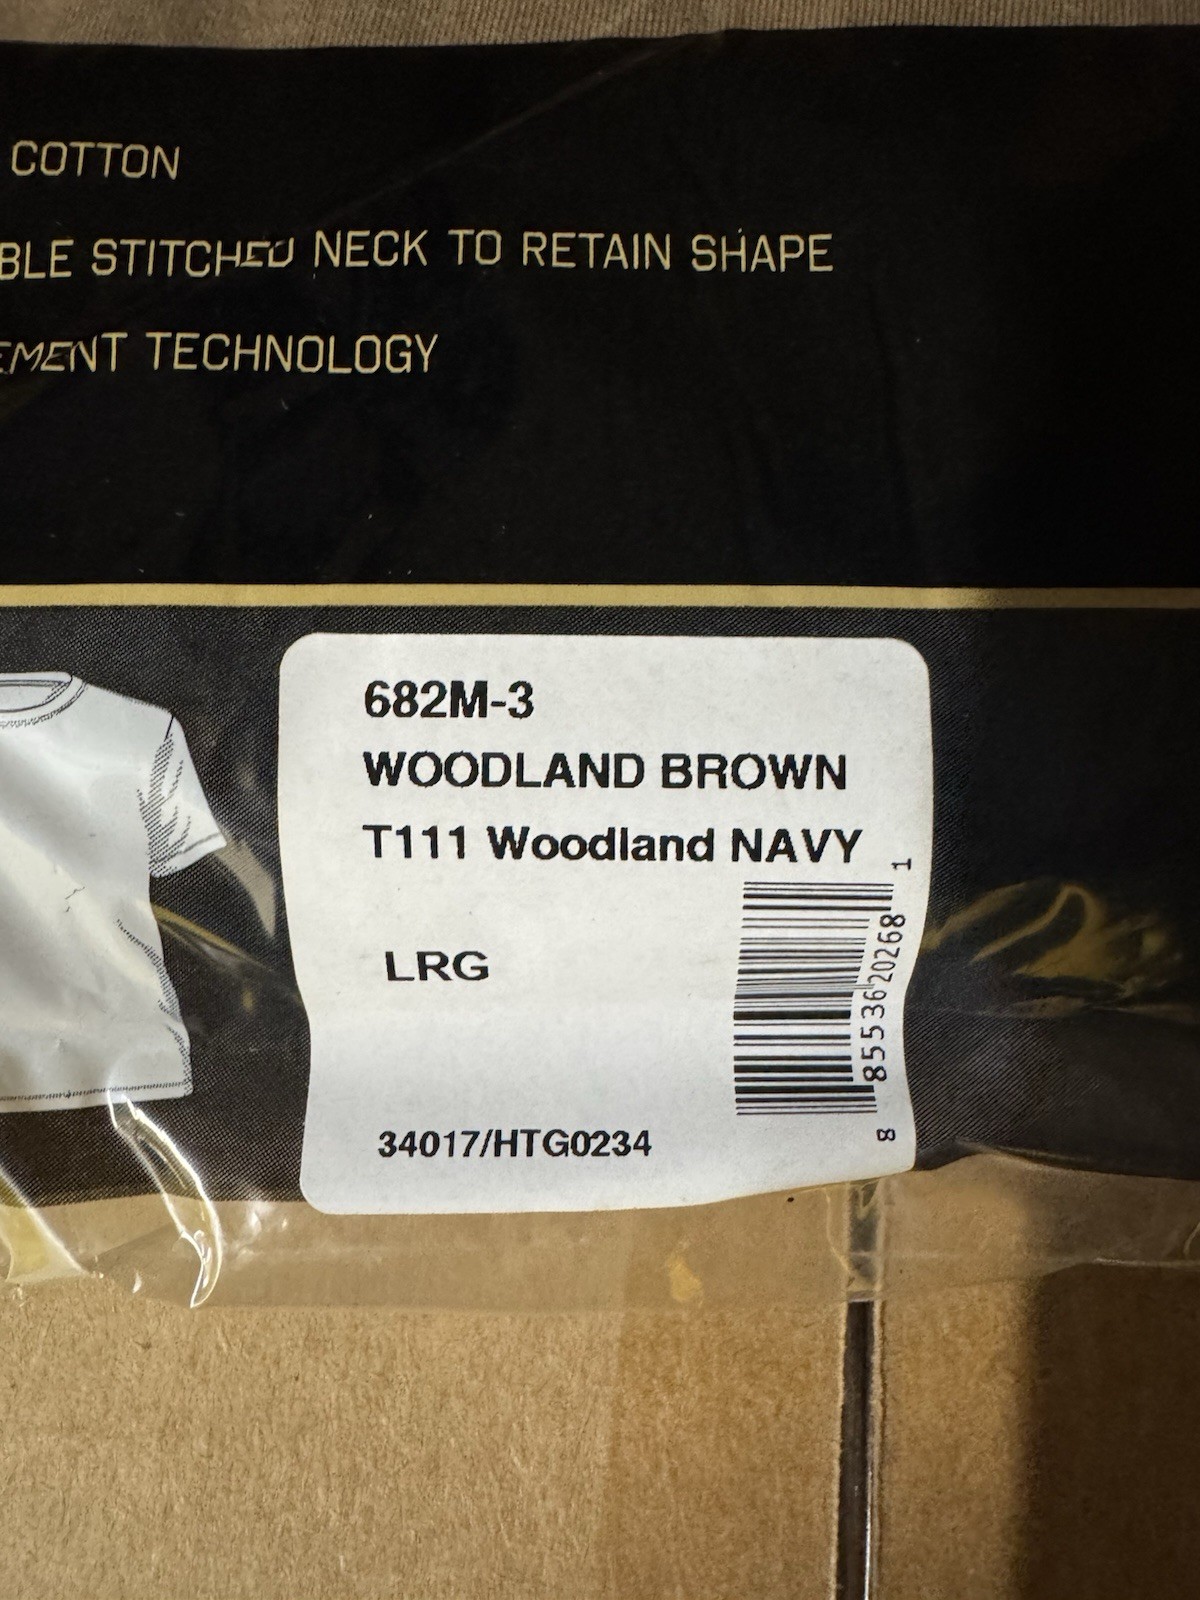 COTTON
BLE STITCHED NECK TO RETAIN SHAPE
EMENT TECHNOLOGY
682M-3
WOODLAND BROWN
T111 Woodland NAVY
LRG
8 85536 20268 1
34017/HTG0234